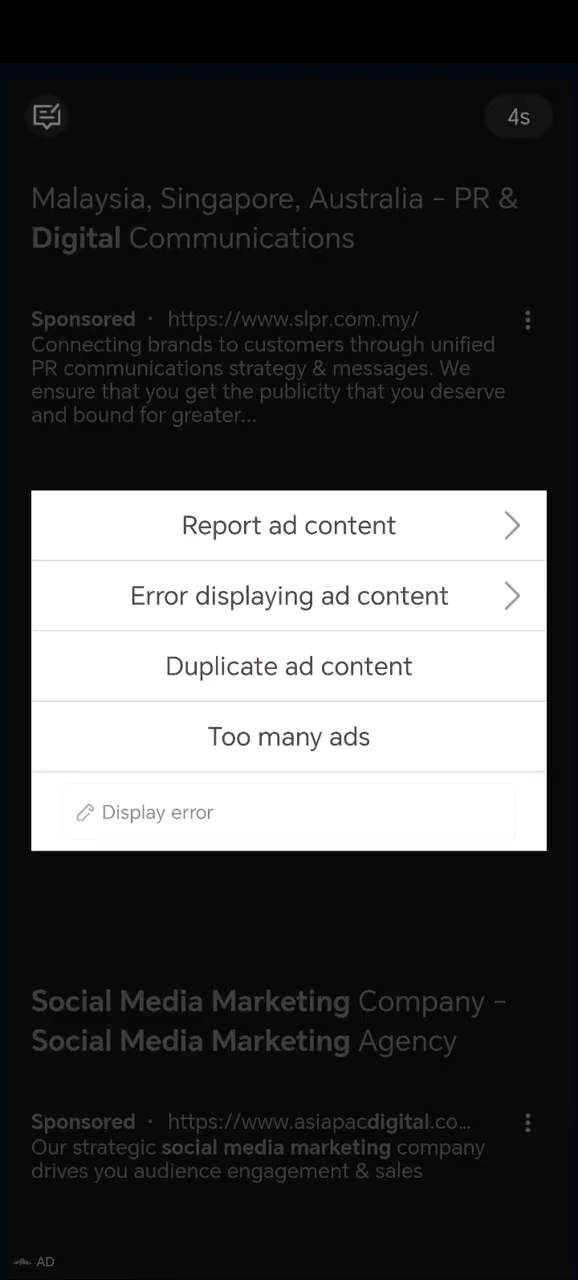 4s
Malaysia, Singapore, Australia - PR &
Digital Communications
Sponsored · https://www.slpr.com.my/
Connecting brands to customers through unified
PR communications strategy & messages. We
ensure that you get the publicity that you deserve
and bound for greater...
Report ad content
Error displaying ad content
Duplicate ad content
Too many ads
Display error
Social Media Marketing Company -
Social Media Marketing Agency
Sponsored · https://www.asiapacdigital.co...
Our strategic social media marketing company
drives you audience engagement & sales
AD